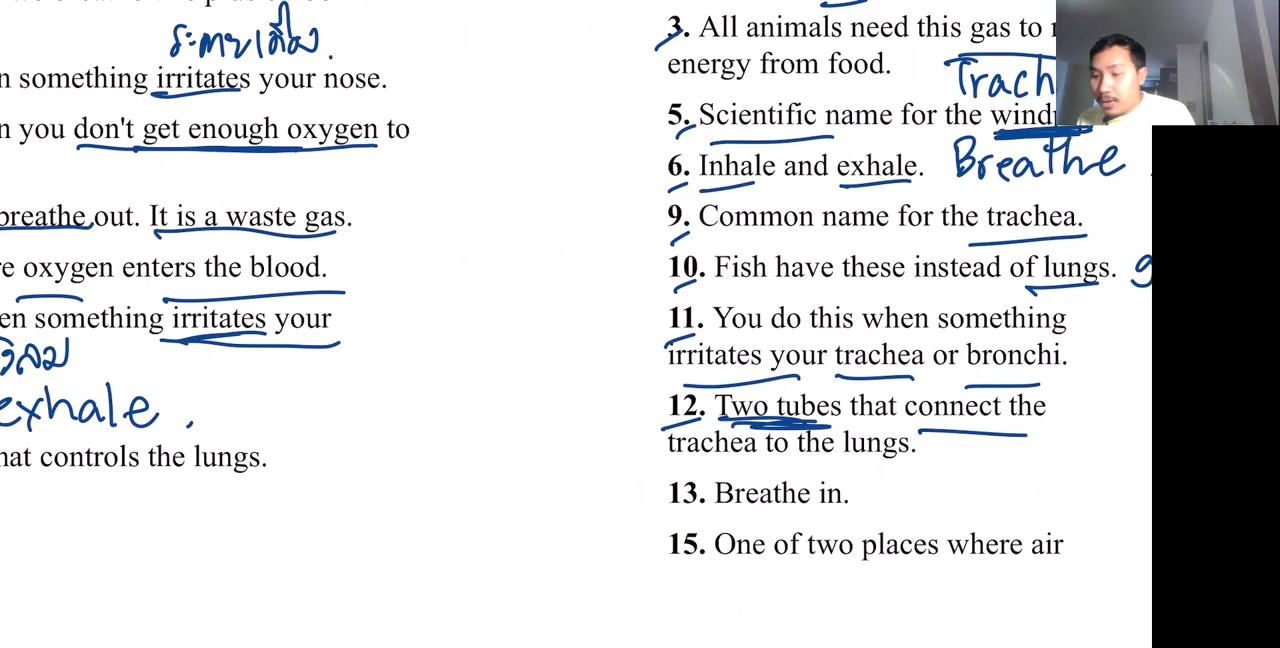 ระคายเคือง.
n something irritates your nose.
n you don't get enough oxygen to
breathe out. It is a waste gas.
re oxygen enters the blood.
en something irritates your
exhale.
hat controls the lungs.
3. All animals need this gas to
energy from food.
Trach
5. Scientific name for the wind
6. Inhale and exhale. Breathe
9. Common name for the trachea.
10. Fish have these instead of lungs. g
11. You do this when something
irritates your trachea or bronchi.
12. Two tubes that connect the
trachea to the lungs.
13. Breathe in.
15. One of two places where air